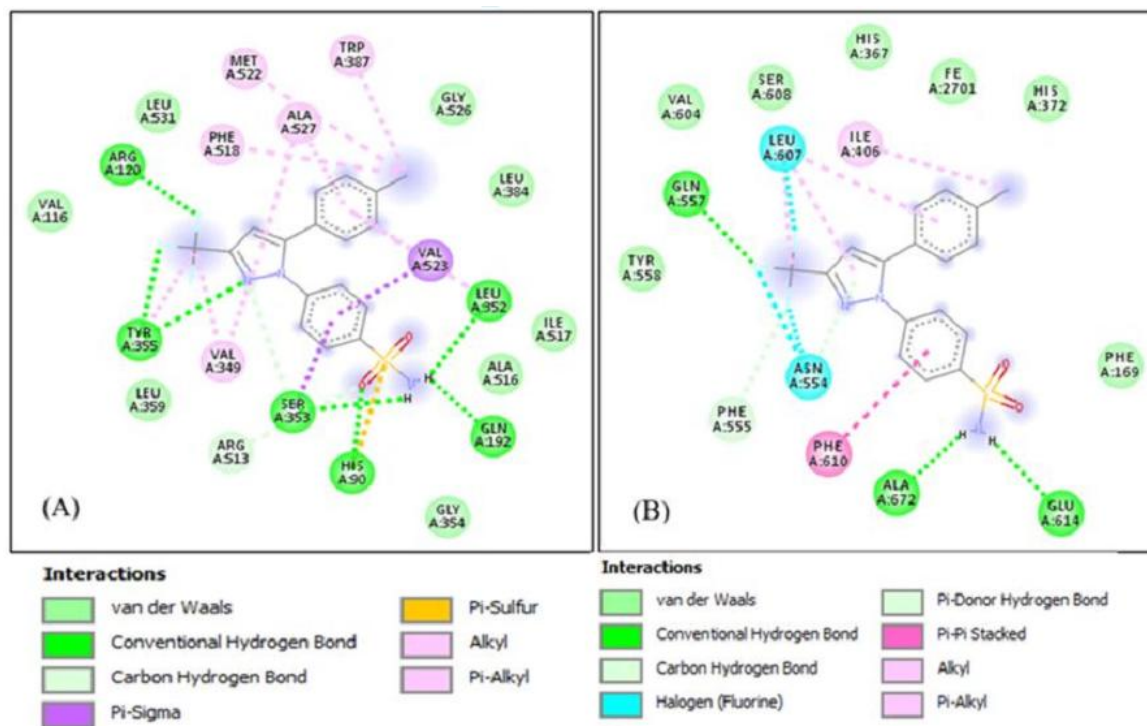 MET
A:522
TRP
A:387
LEU
A:531
ALA
A:527
GLY
A:526
PHE
A:518
ARG
A:120
LEU
A:384
VAL
A:116
VAL
A:523
LEU
A:352
TYR
A:355
ILE
A:517
VAL
A:349
ALA
A:516
LEU
A:359
SER
A:353
ARG
A:513
GLN
A:192
HIS
A:90
GLY
A:354
O
O
H
H
N
N
N
S
(A)
HIS
A:367
SER
A:608
FE
A:2701
HIS
A:372
VAL
A:604
LEU
A:607
ILE
A:406
GLN
A:557
TYR
A:558
ASN
A:554
PHE
A:169
PHE
A:555
PHE
A:610
ALA
A:672
GLU
A:614
N
N
S
O
O
N
H
H
(B)
Interactions
van der Waals
Conventional Hydrogen Bond
Carbon Hydrogen Bond
Pi-Sigma
Pi-Sulfur
Alkyl
Pi-Alkyl
Interactions
van der Waals
Conventional Hydrogen Bond
Carbon Hydrogen Bond
Halogen (Fluorine)
Pi-Donor Hydrogen Bond
Pi-Pi Stacked
Alkyl
Pi-Alkyl